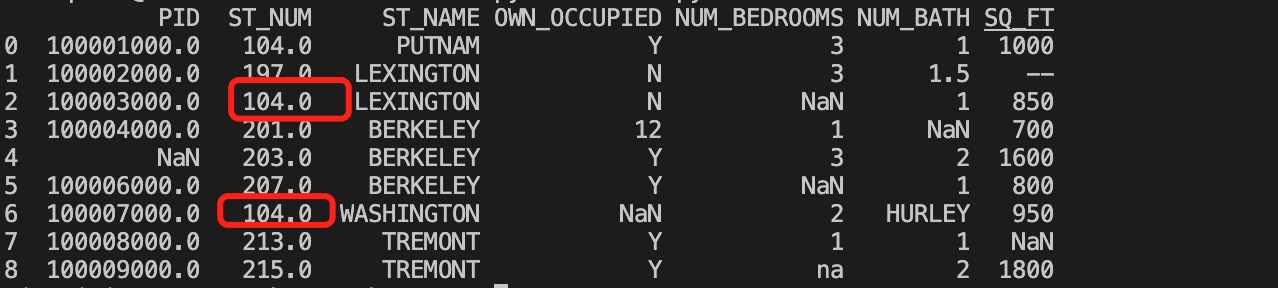 PID ST_NUM ST_NAME OWN_OCCUPIED NUM_BEDROOMS NUM_BATH SQ_FT
0 100001000.0 104.0 PUTNAM Y 3 1 1000
1 100002000.0 197.0 LEXINGTON N 3 1.5 --
2 100003000.0 104.0 LEXINGTON N NaN 1 850
3 100004000.0 201.0 BERKELEY 12 1 NaN 700
4 NaN 203.0 BERKELEY Y 3 2 1600
5 100006000.0 207.0 BERKELEY Y NaN 1 800
6 100007000.0 104.0 WASHINGTON NaN 2 HURLEY 950
7 100008000.0 213.0 TREMONT Y 1 1 NaN
8 100009000.0 215.0 TREMONT Y na 2 1800